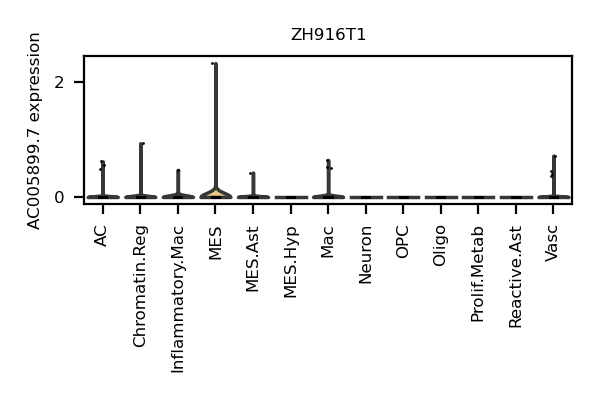 ZH916T1
AC005899.7 expression
2
0
AC
Chromatin.Reg
Inflammatory.Mac
MES
MES.Ast
MES.Hyp
Mac
Neuron
OPC
Oligo
Prolif.Metab
Reactive.Ast
Vasc